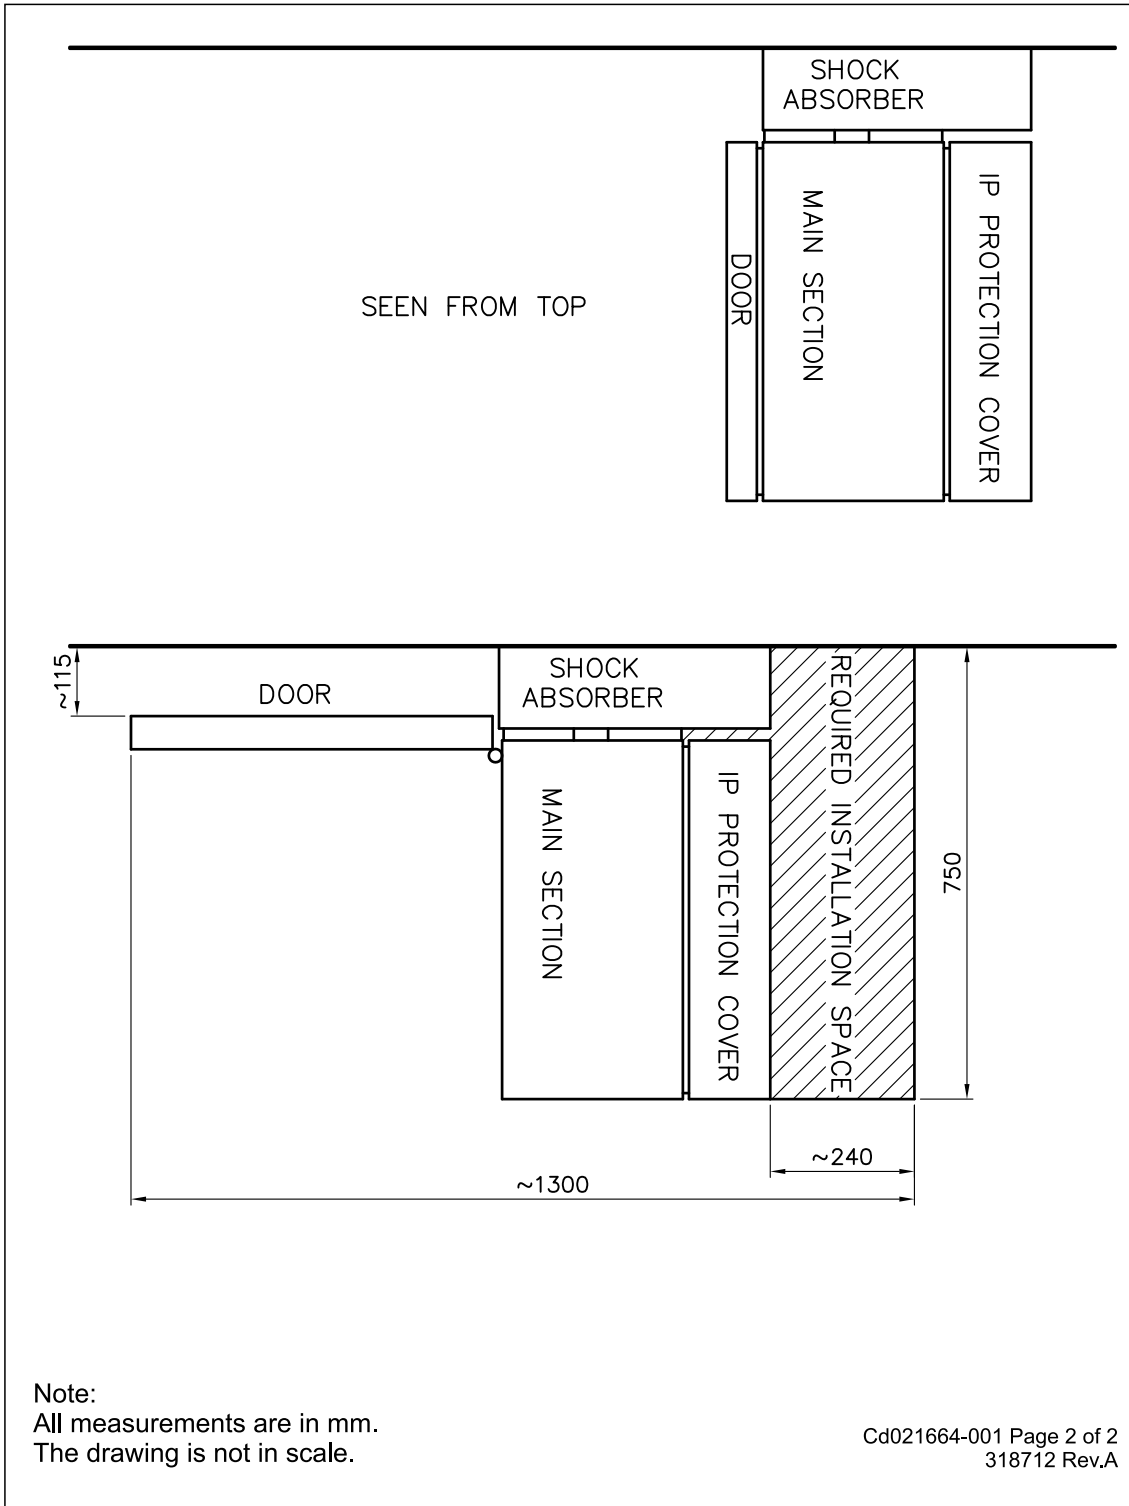 SHOCK
ABSORBER
IP PROTECTION COVER
MAIN SECTION
DOOR
SEEN FROM TOP
~115
DOOR
SHOCK
ABSORBER
REQUIRED INSTALLATION SPACE
IP PROTECTION COVER
MAIN SECTION
750
~240
~1300
Note:
All measurements are in mm.
The drawing is not in scale.
Cd021664-001 Page 2 of 2
318712 Rev.A